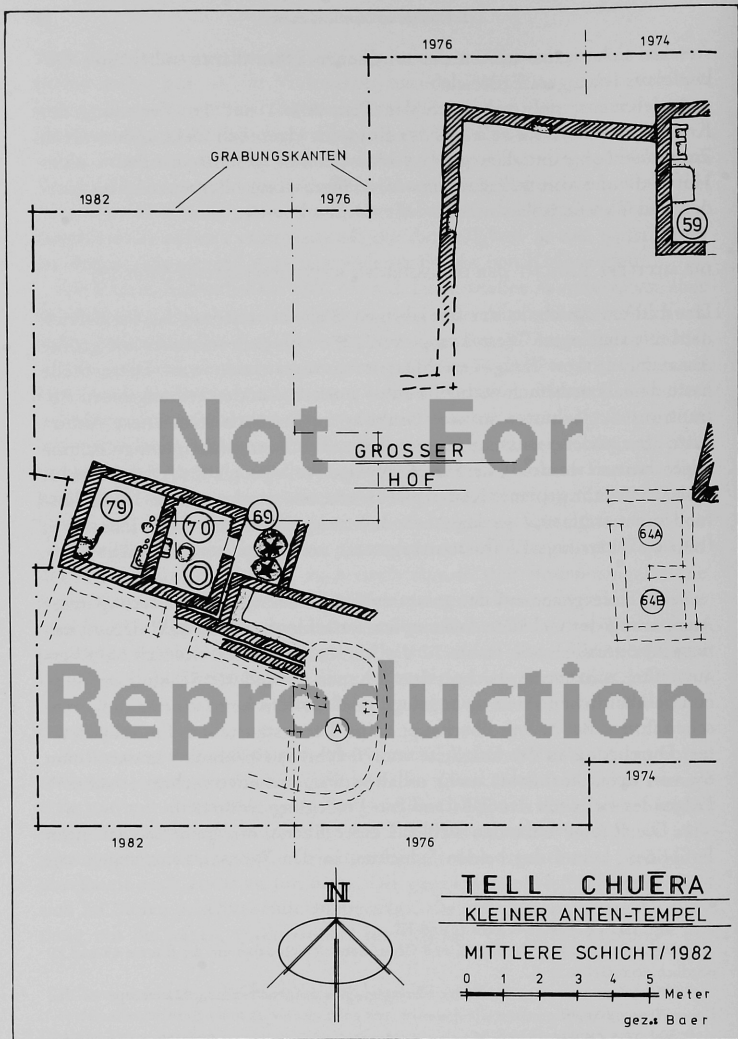 1976
1974
GRABUNGSKANTEN
1982
1976
59
Not For
GROSSER
HOF
79
70
69
64A
64B
Reproduction
A
1974
1982
1976
N
TELL CHUĒRA
KLEINER ANTEN-TEMPEL
MITTLERE SCHICHT/1982
0 1 2 3 4 5
Meter
gez.: Baer